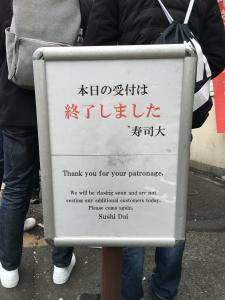 本日の受付は
終了しました
寿司大
Thank you for your patronage.
We will be closing soon and are not
seating any additional customers today.
Please come again.
Sushi Dai